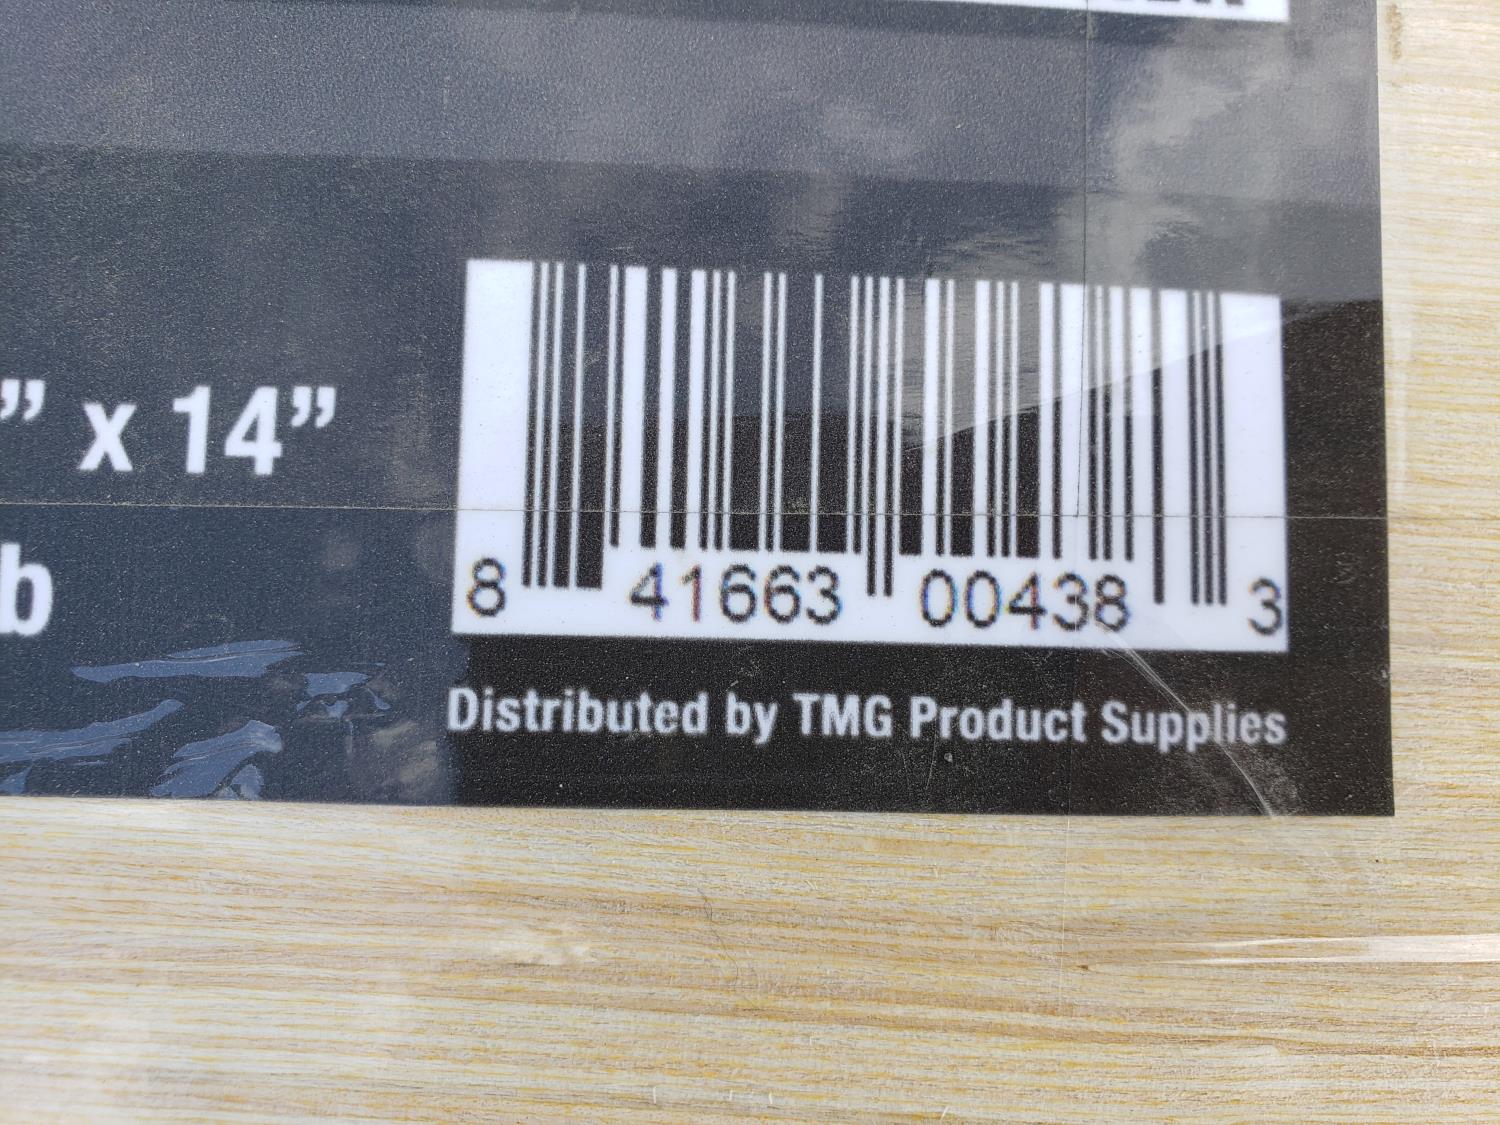 ” x 14”
b
8 41663 00438 3
Distributed by TMG Product Supplies